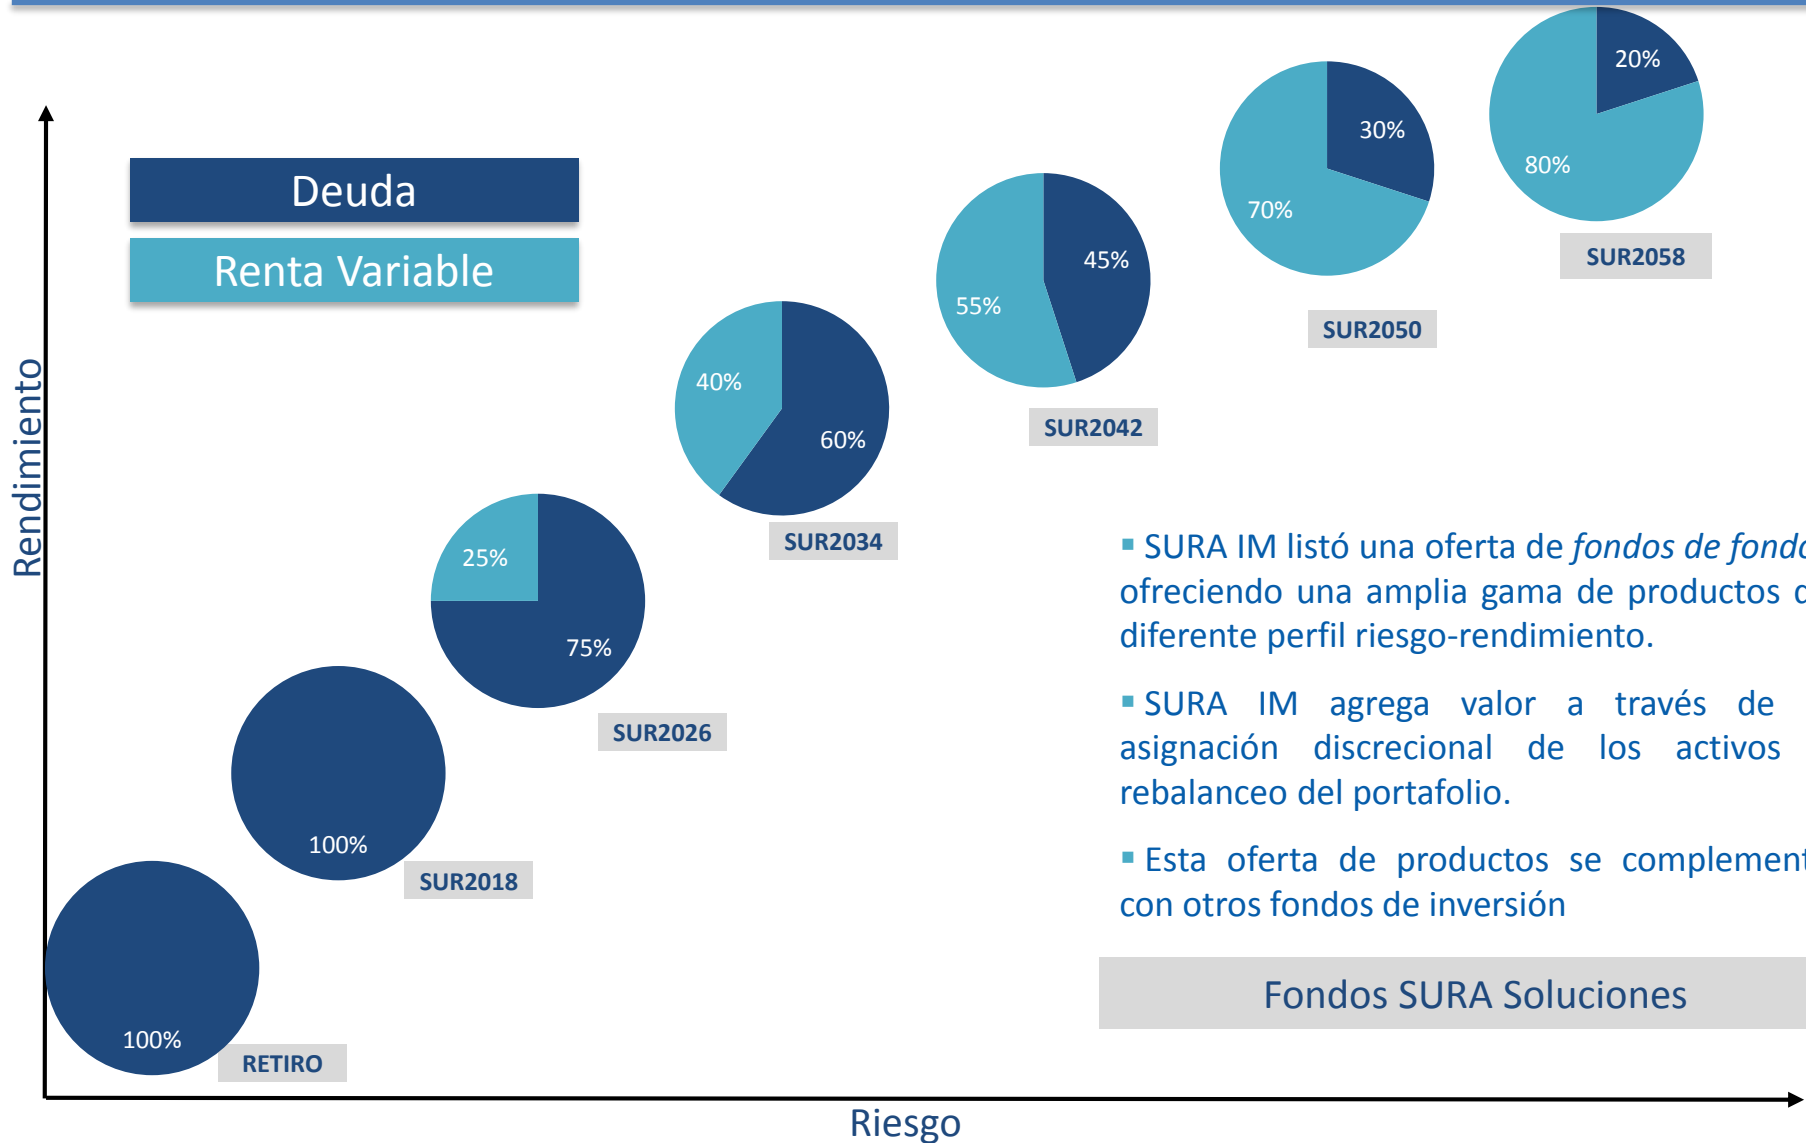 20%
80%
SUR2058
30%
70%
SUR2050
Deuda
Renta Variable
45%
55%
SUR2042
40%
60%
SUR2034
Rendimiento
25%
75%
SUR2026
100%
SUR2018
100%
RETIRO
Riesgo
▪ SURA IM listó una oferta de fondos de
ofreciendo una amplia gama de productos
diferente perfil riesgo-rendimiento.
▪ SURA IM agrega valor a través de
asignación discrecional de los activos
rebalanceo del portafolio.
▪ Esta oferta de productos se
con otros fondos de inversión
Fondos SURA Soluciones